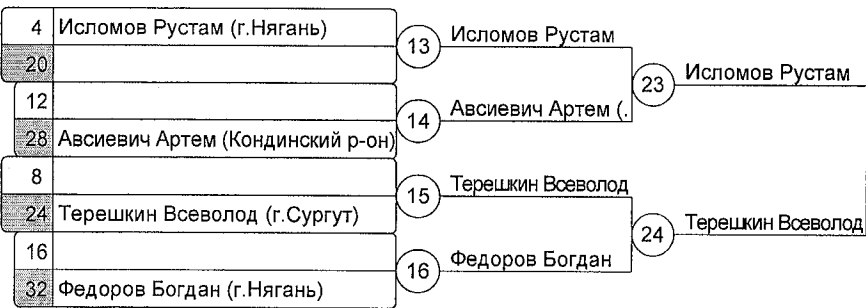 4 Исломов Рустам (г.Нягань)
20
12
28 Авсиевич Артем (Кондинский р-он)
8
24 Терешкин Всеволод (г.Сургут)
16
32 Федоров Богдан (г.Нягань)
13 Исломов Рустам
14 Авсиевич Артем (.
15 Терешкин Всеволод
16 Федоров Богдан
23 Исломов Рустам
24 Терешкин Всеволод